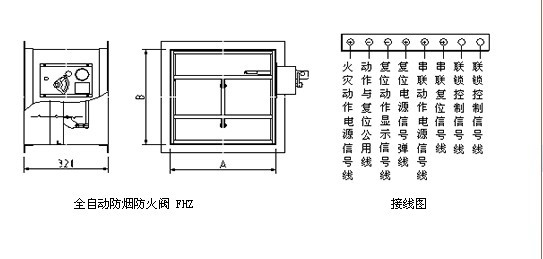 321
B
A
火灾动作电源信号线
动作与复位公用线
复位动作显示信号线
复位电源信号弹线
串联动作电源信号线
串联复位信号线
联锁控制信号线
联锁控制信号线
全自动防烟防火阀 FHZ
接线图